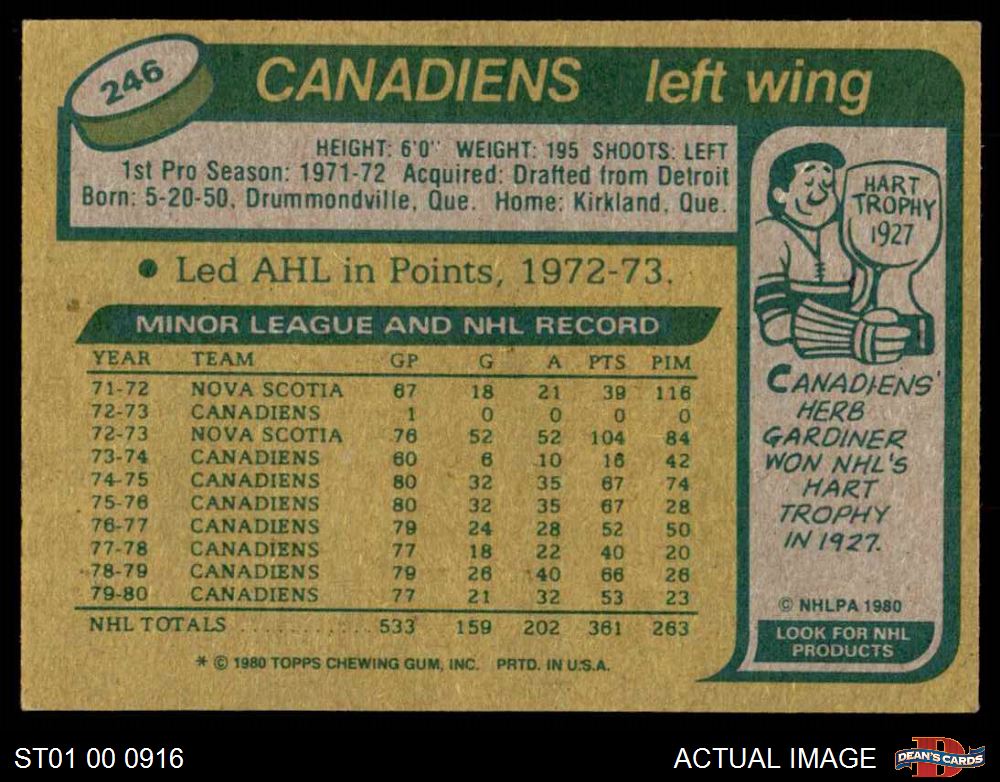 246
CANADIENS left wing
HEIGHT: 6'0" WEIGHT: 195 SHOOTS: LEFT
1st Pro Season: 1971-72 Acquired: Drafted from Detroit
Born: 5-20-50, Drummondville, Que. Home: Kirkland, Que.
• Led AHL in Points, 1972-73.
MINOR LEAGUE AND NHL RECORD
YEAR TEAM GP G A PTS PIM
71-72 NOVA SCOTIA 67 18 21 39 116
72-73 CANADIENS 1 0 0 0 0
72-73 NOVA SCOTIA 76 52 52 104 84
73-74 CANADIENS 60 6 10 16 42
74-75 CANADIENS 80 32 35 67 74
75-76 CANADIENS 80 32 35 67 28
76-77 CANADIENS 79 24 28 52 50
77-78 CANADIENS 77 18 22 40 20
78-79 CANADIENS 79 26 40 66 26
79-80 CANADIENS 77 21 32 53 23
NHL TOTALS .......... 533 159 202 361 263
* © 1980 TOPPS CHEWING GUM, INC. PRTD. IN U.S.A.
HART
TROPHY
1927
CANADIENS'
HERB
GARDINER
WON NHL'S
HART
TROPHY
IN 1927.
© NHLPA 1980
LOOK FOR NHL
PRODUCTS
ST01 00 0916
ACTUAL IMAGE
D
DEAN'S CARDS